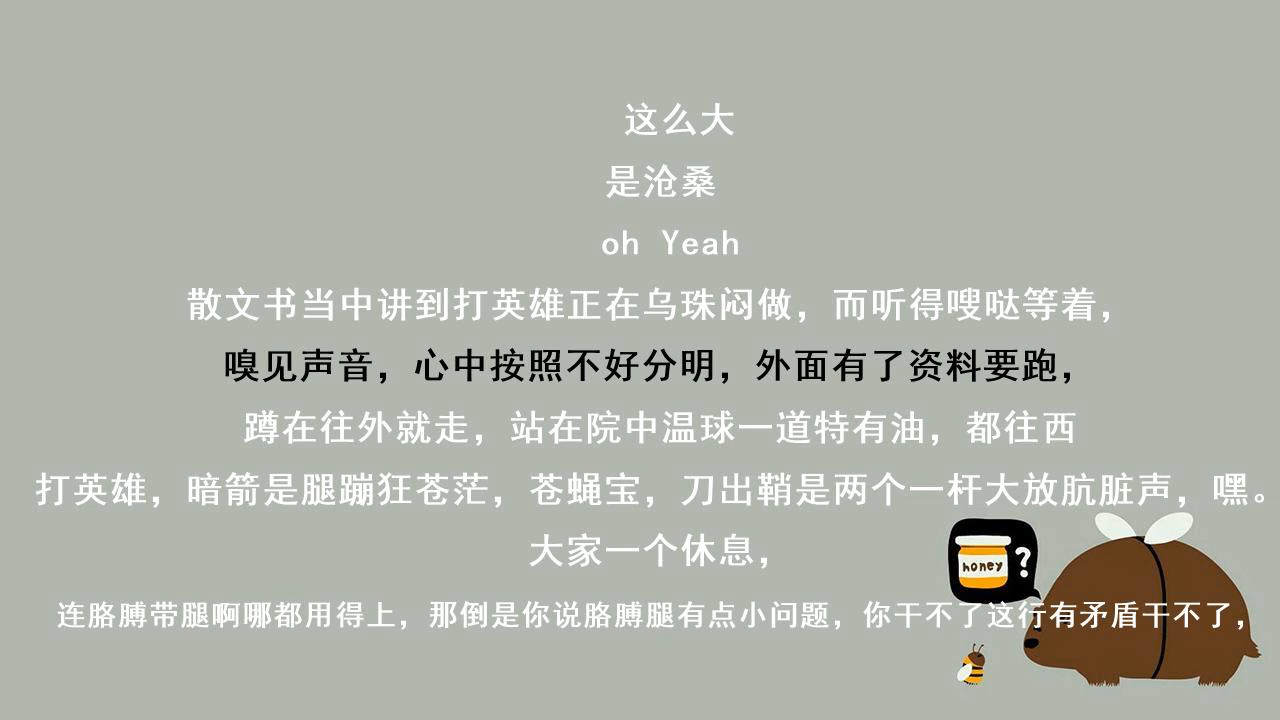 这么大
是沧桑
oh Yeah
散文书当中讲到打英雄正在乌珠闷做，而听得嗖哒等着，
嗅见声音，心中按照不好分明，外面有了资料要跑，
蹲在往外就走，站在院中温球一道特有油，都往西
打英雄，暗箭是腿蹦狂苍茫，苍蝇宝，刀出鞘是两个一杆大放肮脏声，嘿。
大家一个休息，
honey ?
连胳膊带腿啊哪都用得上，那倒是你说胳膊腿有点小问题，你干不了这行有矛盾干不了，